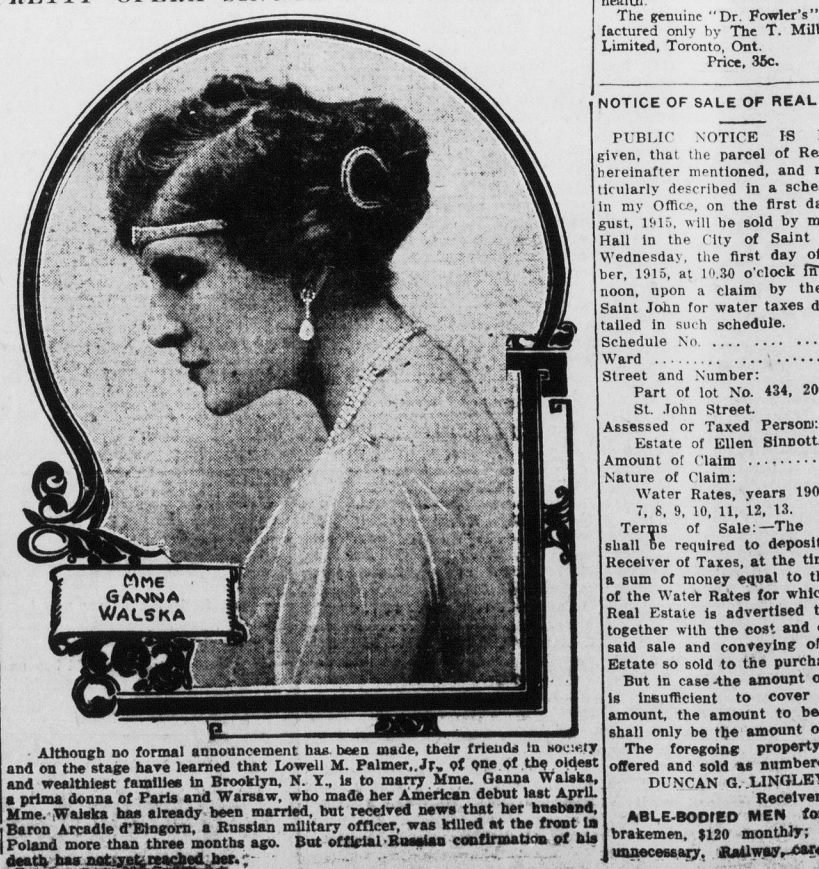 PRETTY OPERA
MME
GANNA
WALSKA
Although no formal announcement has been made, their friends in society
and on the stage have learned that Lowell M. Palmer, Jr., of one of the oldest
and wealthiest families in Brooklyn, N. Y., is to marry Mme. Ganna Walska,
a prima donna of Paris and Warsaw, who made her American debut last April.
Mme. Walska has already been married, but received news that her husband,
Baron Arcadie d'Eingorn, a Russian military officer, was killed at the front in
Poland more than three months ago. But official Russian confirmation of his
death has not yet reached her.
health.
The genuine "Dr. Fowler's"
factured only by The T. Mil
Limited, Toronto, Ont.
Price, 35c.
NOTICE OF SALE OF REAL
PUBLIC NOTICE IS
given, that the parcel of Re
hereinafter mentioned, and
ticularly described in a sche
in my Office, on the first da
gust, 1915, will be sold by m
Hall in the City of Saint
Wednesday, the first day of
ber, 1915, at 10.30 o'clock in
noon, upon a claim by the
Saint John for water taxes d
tailed in such schedule.
Schedule No. .... .... ...
Ward ......... .... ......
Street and Number:
Part of lot No. 434, 20
St. John Street.
Assessed or Taxed Person:
Estate of Ellen Sinnott.
Amount of Claim .........
Nature of Claim:
Water Rates, years 190
7, 8, 9, 10, 11, 12, 13.
Terms of Sale:—The
shall be required to deposit
Receiver of Taxes, at the tim
a sum of money equal to th
of the Water Rates for whic
Real Estate is advertised t
together with the cost and
said sale and conveying of
Estate so sold to the purcha
But in case the amount o
is insufficient to cover
amount, the amount to be
shall only be the amount o
The foregoing property
offered and sold as number
DUNCAN G. LINGLEY
Receiver
ABLE-BODIED MEN for
brakemen, $120 monthly;
unnecessary. Railway, care